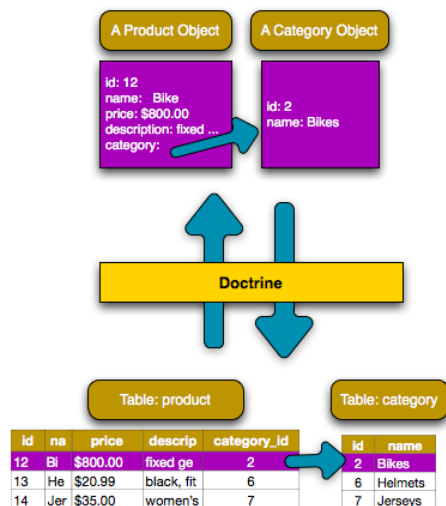 A Product Object
A Category Object
id: 12
name: Bike
price: $800.00
description: fixed ...
category:
id: 2
name: Bikes
Doctrine
Table: product
Table: category
id na price descrip category_id
12 Bi $800.00 fixed ge 2
13 He $20.99 black, fit 6
14 Jer $35.00 women's 7
id name
2 Bikes
6 Helmets
7 Jerseys